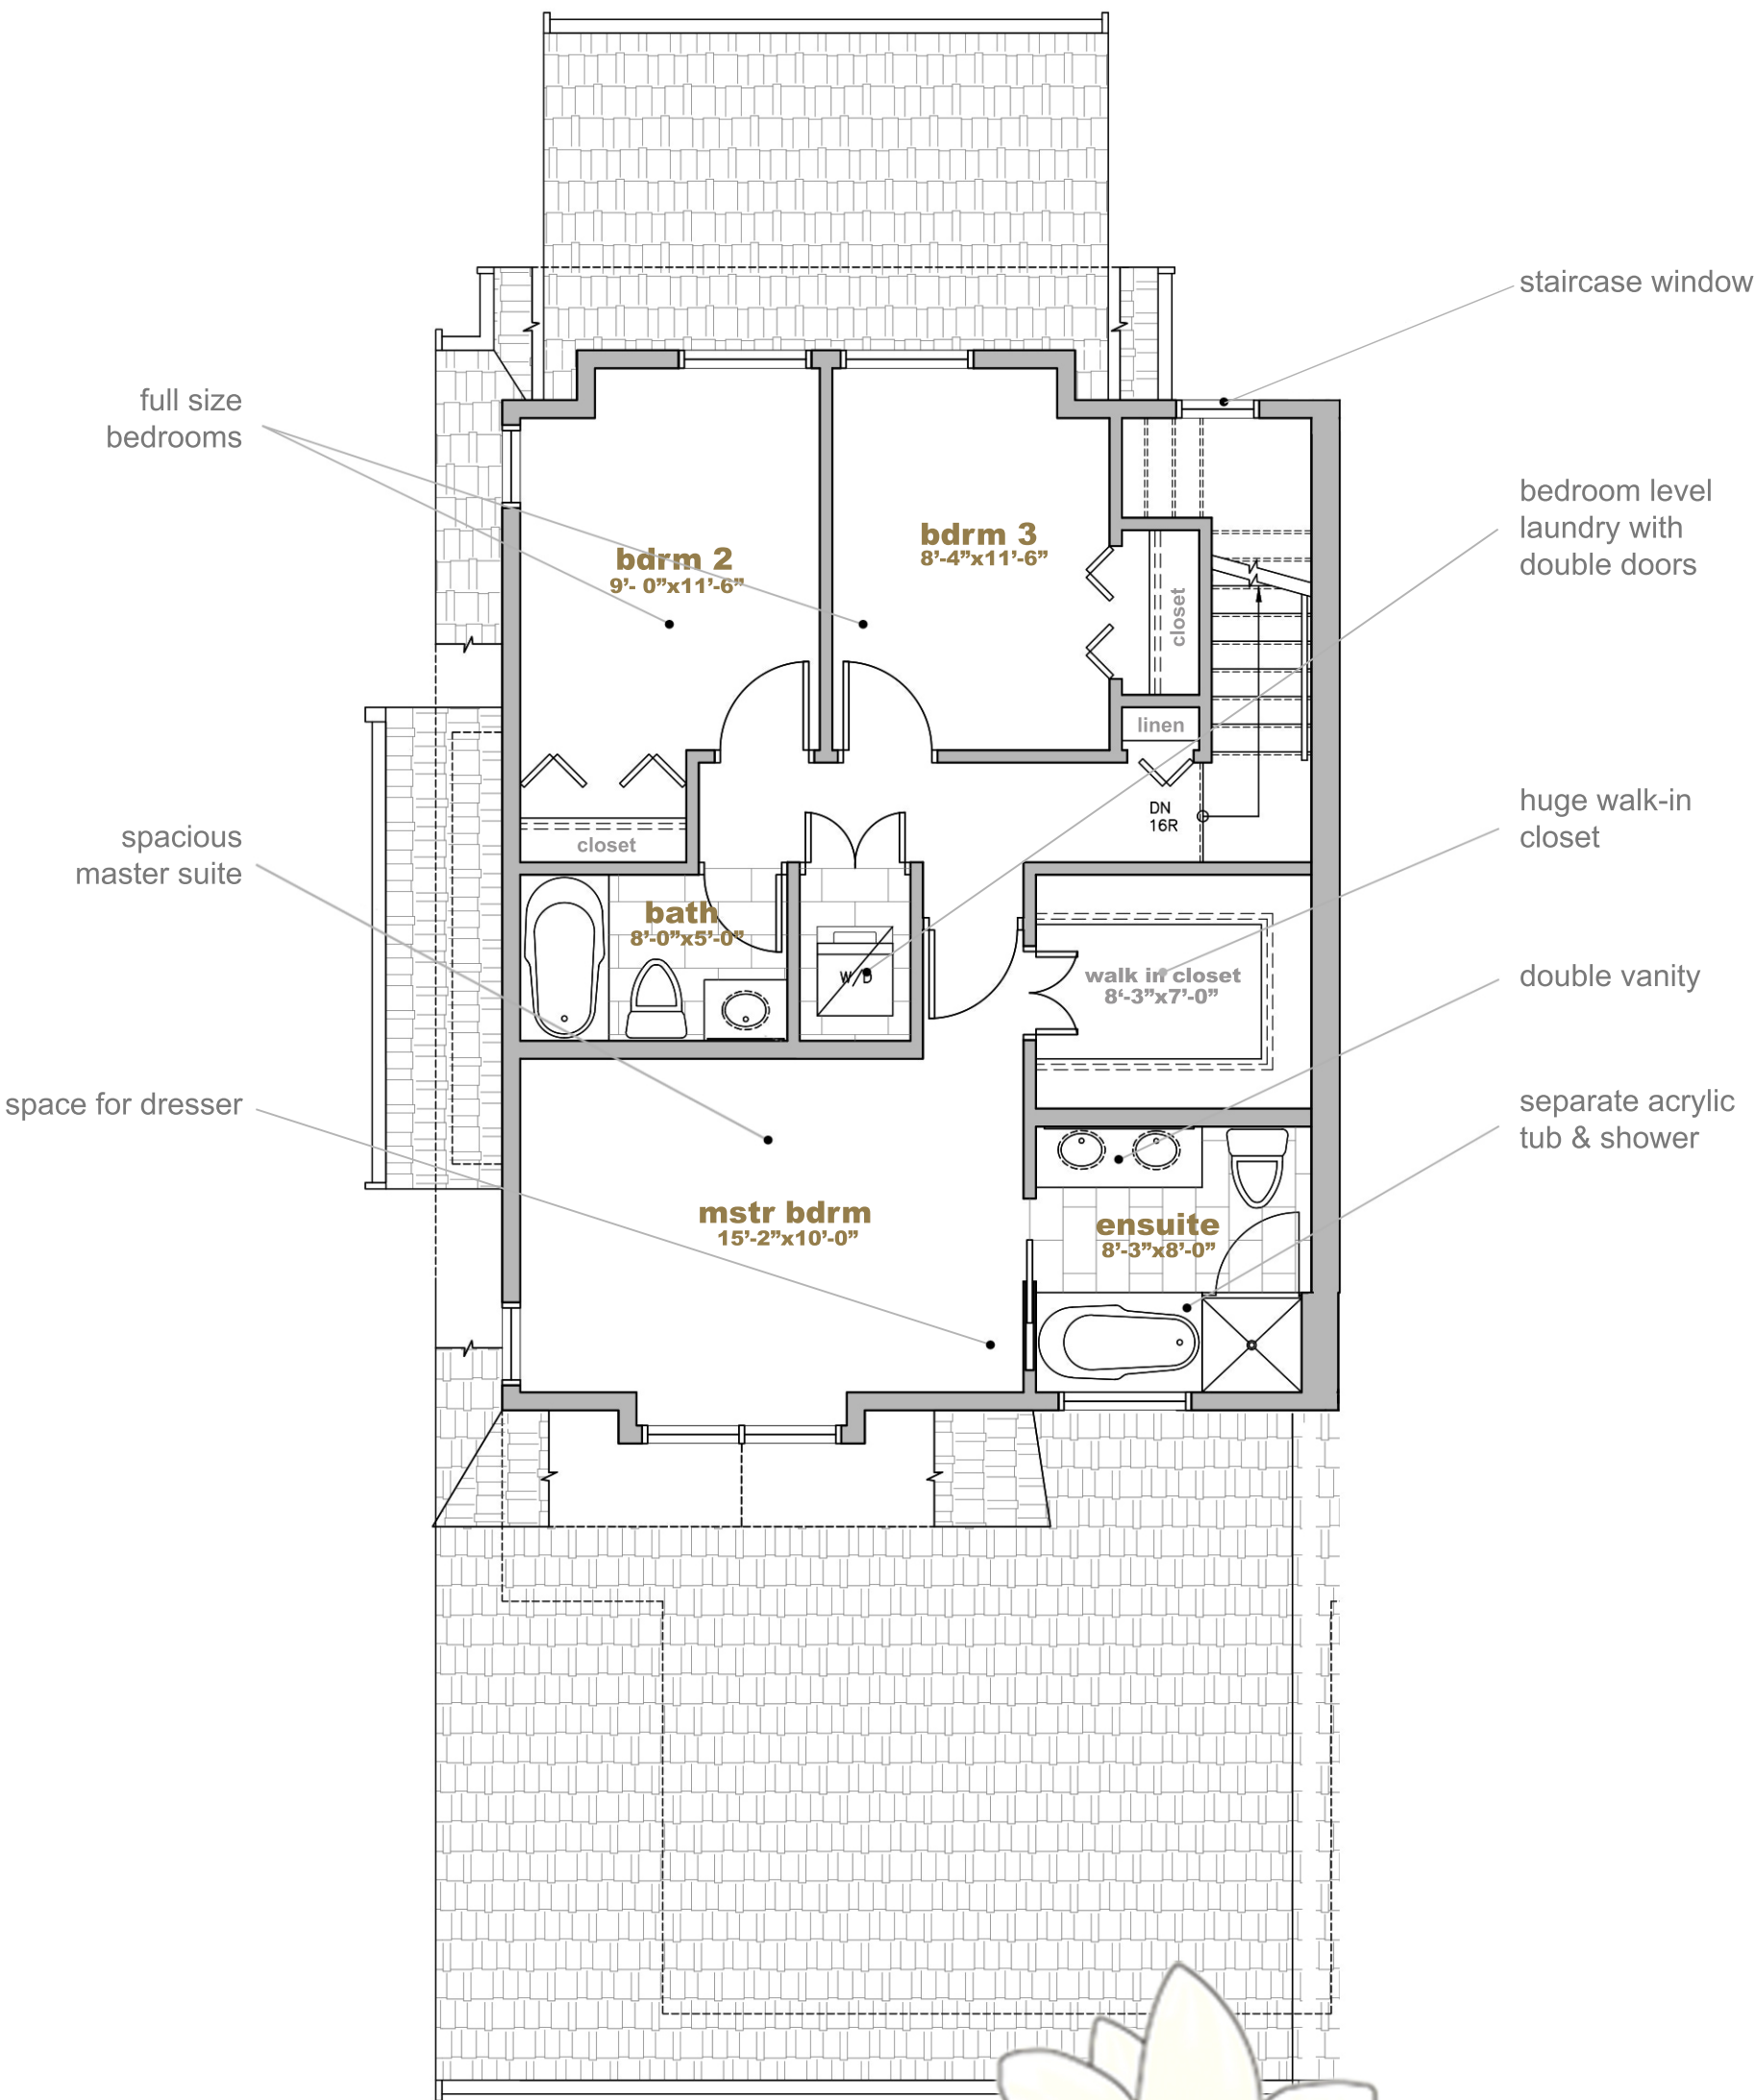 staircase window
full size
bedrooms
bedroom level
laundry with
double doors
bdrm 2
9'- 0”x11’-6”
bdrm 3
8’-4”x11’-6”
closet
linen
DN
16R
huge walk-in
closet
spacious
master suite
closet
bath
8’-0”x5’-0”
W/D
walk in closet
8‘-3”x7’-0”
double vanity
space for dresser
separate acrylic
tub & shower
mstr bdrm
15’-2”x10’-0”
ensuite
8’-3”x8’-0”